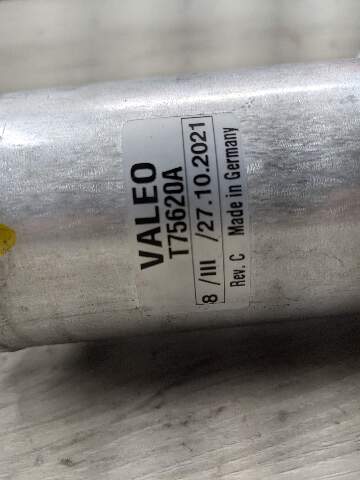 VALEO
T75620A
8 /III /27.10.2021
Rev. C Made in Germany